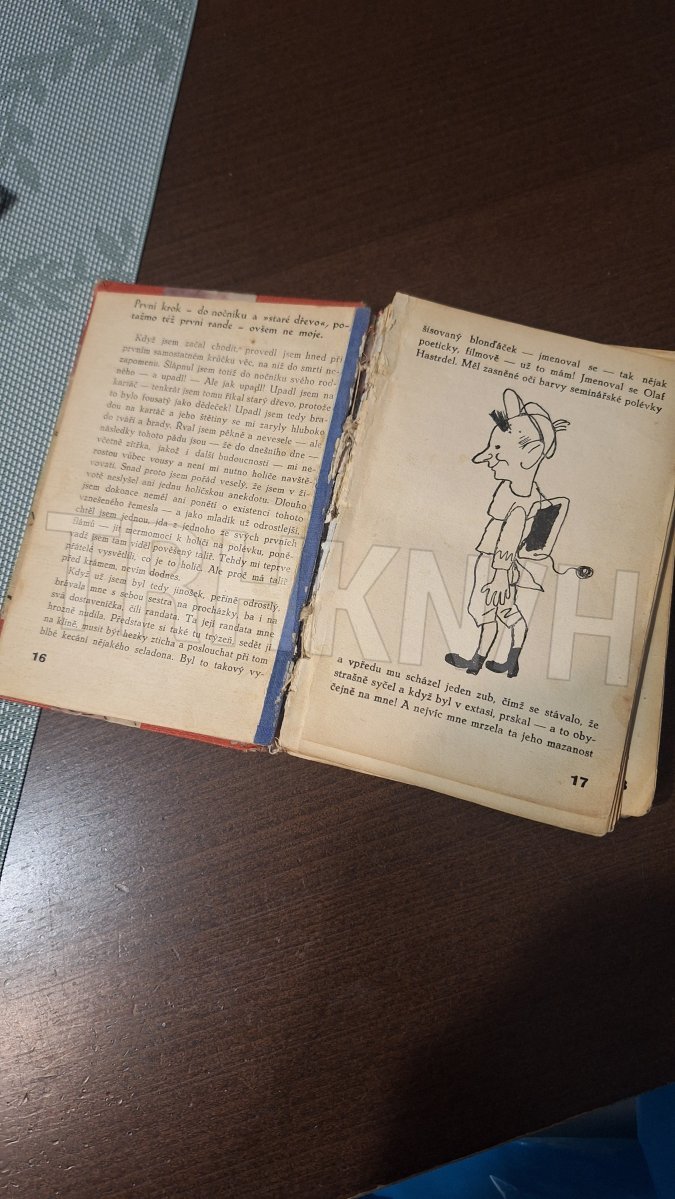 První krok – do nočníku a »staré dřevo«, po-
tažmo též první rande – ovšem ne moje.
Když jsem začal chodit, provedl jsem hned při
prvním samostatném krůčku věc, na niž do smrti ne-
zapomenu. Šlápnul jsem totiž do nočníku svého rod-
ného — a upadl! — Ale jak upajdl! Upadl jsem na
kartáč — tenkrát jsem tomu říkal starý dřevo, protože
to bylo fousatý jako dědeček! Upadl jsem tedy bra-
dou na kartáč a jeho štětiny se mi zaryly hluboko
do tváří a brady. Řval jsem pěkně a nevesele — ale
následky tohoto pádu jsou — že do dnešního dne —
včetně zítřka, jakož i další budoucnosti — mi ne-
rostou vůbec vousy a není mi nutno holiče navště-
vovati. Snad proto jsem pořád veselý, že jsem v ži-
votě neslyšel ani jednou holičskou anekdotu. Dlouho
jsem dokonce neměl ani ponětí o existenci tohoto
vznešeného řemesla — a jako mladík už odrostlejší
chtěl jsem jednou, jda z jednoho ze svých prvních
flámů — jít mermomocí k holiči na polévku, poně-
vadž jsem tam viděl pověšený talíř. Tehdy mi teprve
přátelé vysvětlili, co je to holič. Ale proč má talíř
před krámem, nevím dodnes.
Když už jsem byl tedy jinošek, peřině odrostlý,
brávala mne s sebou sestra na procházky, ba i na
svá dostaveníčka, čili randata. Ta její randata mne
hrozně nudila. Představte si také tu trýzeň, sedět jí
na klíně, musit být hezky zticha a poslouchat při tom
blbé kecání nějakého seladona. Byl to takový vy-
16
šísovaný blonďáček — jmenoval se — tak nějak
poeticky, filmově — už to mám! Jmenoval se Olaf
Hastrdel. Měl zasněné oči barvy seminářské polévky
a vpředu mu scházel jeden zub, čímž se stávalo, že
strašně syčel a když byl v extasi, prskal — a to oby-
čejně na mne! A nejvíc mne mrzela ta jeho mazanost
17